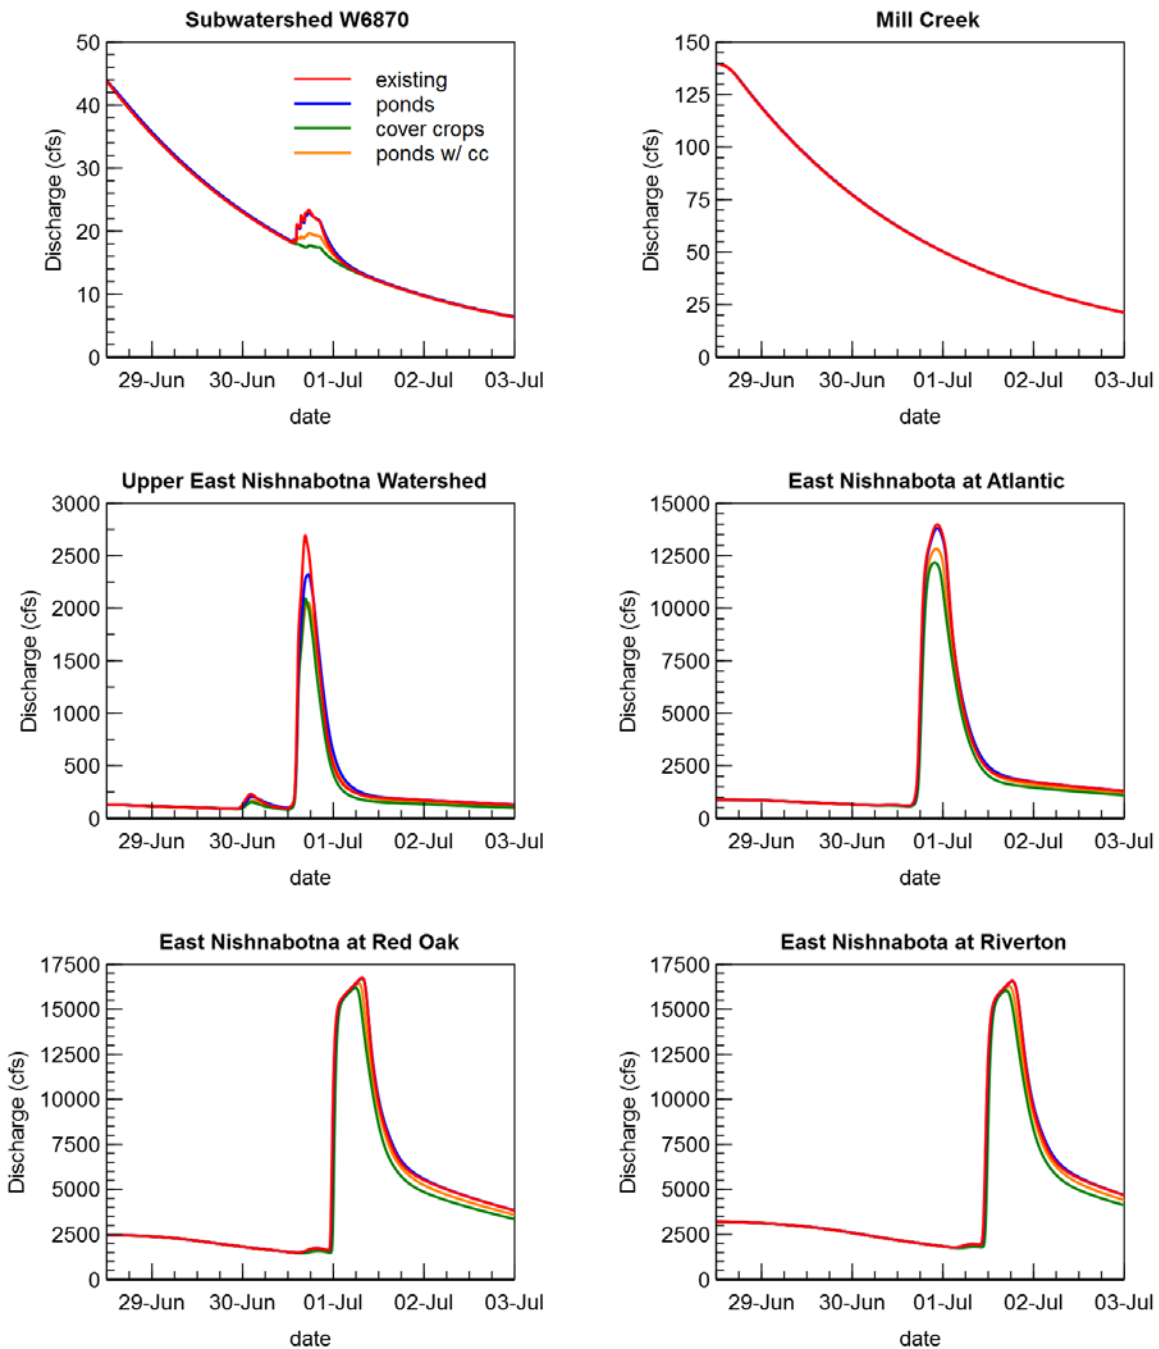 Subwatershed W6870
50
40
30
20
10
0
Discharge (cfs)
existing
ponds
cover crops
ponds w/ cc
29-Jun 30-Jun 01-Jul 02-Jul 03-Jul
date
Mill Creek
150
125
100
75
50
25
0
Discharge (cfs)
29-Jun 30-Jun 01-Jul 02-Jul 03-Jul
date
Upper East Nishnabotna Watershed
3000
2500
2000
1500
1000
500
0
Discharge (cfs)
29-Jun 30-Jun 01-Jul 02-Jul 03-Jul
date
East Nishnabota at Atlantic
15000
12500
10000
7500
5000
2500
0
Discharge (cfs)
29-Jun 30-Jun 01-Jul 02-Jul 03-Jul
date
East Nishnabotna at Red Oak
17500
15000
12500
10000
7500
5000
2500
0
Discharge (cfs)
29-Jun 30-Jun 01-Jul 02-Jul 03-Jul
date
East Nishnabota at Riverton
17500
15000
12500
10000
7500
5000
2500
0
Discharge (cfs)
29-Jun 30-Jun 01-Jul 02-Jul 03-Jul
date